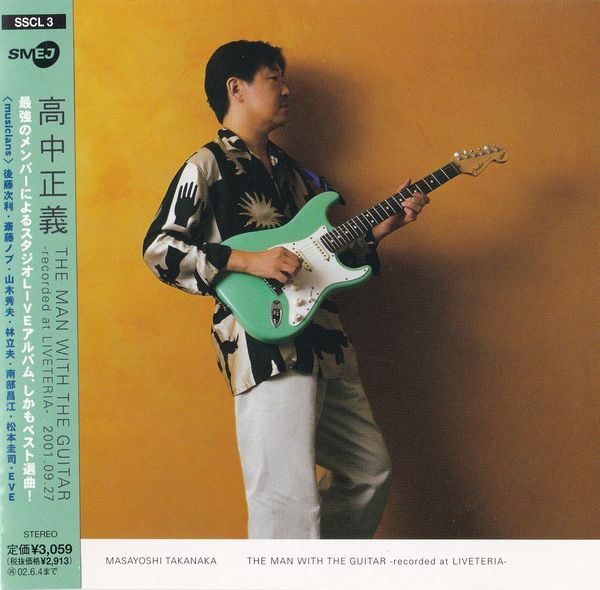 SSCL 3
SMEJ
高中正義
THE MAN WITH THE GUITAR
-recorded at LIVETERIA- 2001.09.27
最強のメンバーによるスタジオLIVEアルバム、しかもベスト選曲!
〈musicians〉後藤次利・斎藤ノブ・山木秀夫・林立夫・南部昌江・松本圭司・EVE
STEREO
定価¥3,059
(税抜価格¥2,913)
㋘02.6.4まで
MASAYOSHI TAKANAKA THE MAN WITH THE GUITAR -recorded at LIVETERIA-